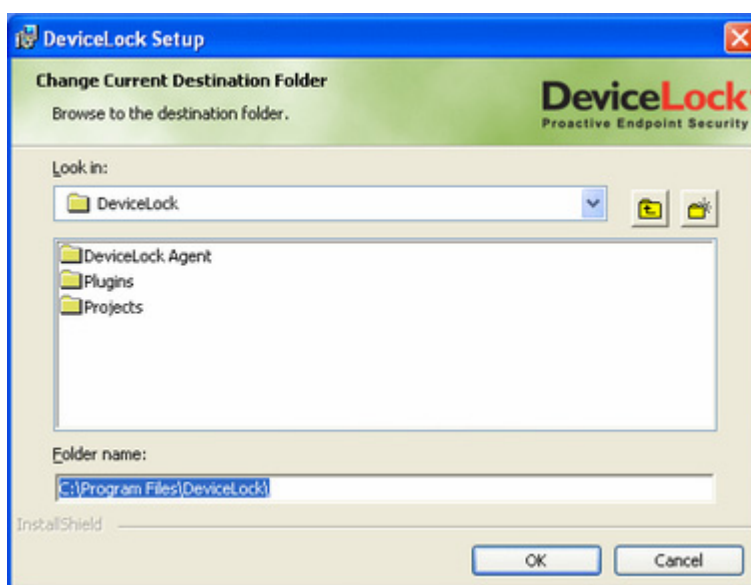 DeviceLock Setup
Change Current Destination Folder
Browse to the destination folder.
DeviceLock
Proactive Endpoint Security
Look in:
DeviceLock
DeviceLock Agent
Plugins
Projects
Folder name:
C:\Program Files\DeviceLock\
InstallShield
OK
Cancel